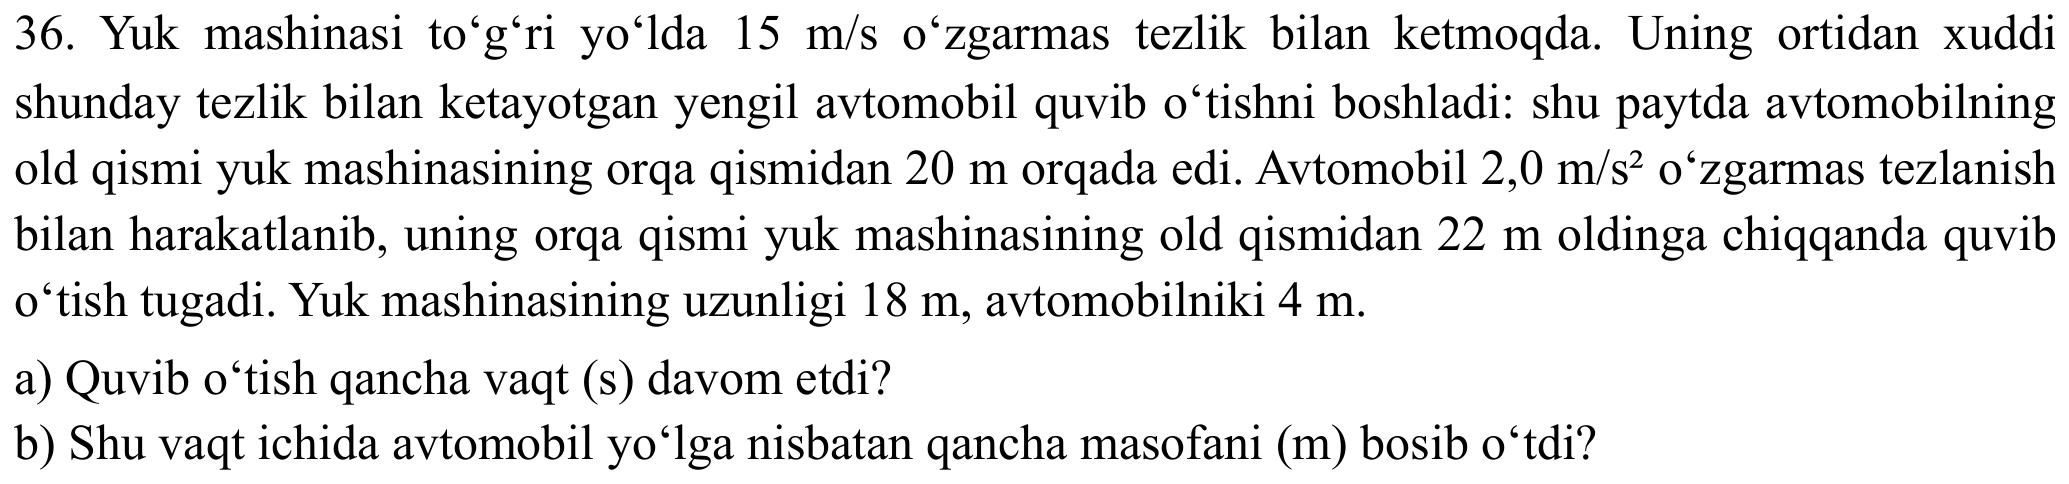 36. Yuk mashinasi to‘g‘ri yo‘lda 15 m/s o‘zgarmas tezlik bilan ketmoqda. Uning ortidan xuddi
shunday tezlik bilan ketayotgan yengil avtomobil quvib o‘tishni boshladi: shu paytda avtomobilning
old qismi yuk mashinasining orqa qismidan 20 m orqada edi. Avtomobil 2,0 m/s² o‘zgarmas tezlanish
bilan harakatlanib, uning orqa qismi yuk mashinasining old qismidan 22 m oldinga chiqqanda quvib
o‘tish tugadi. Yuk mashinasining uzunligi 18 m, avtomobilniki 4 m.
a) Quvib o‘tish qancha vaqt (s) davom etdi?
b) Shu vaqt ichida avtomobil yo‘lga nisbatan qancha masofani (m) bosib o‘tdi?